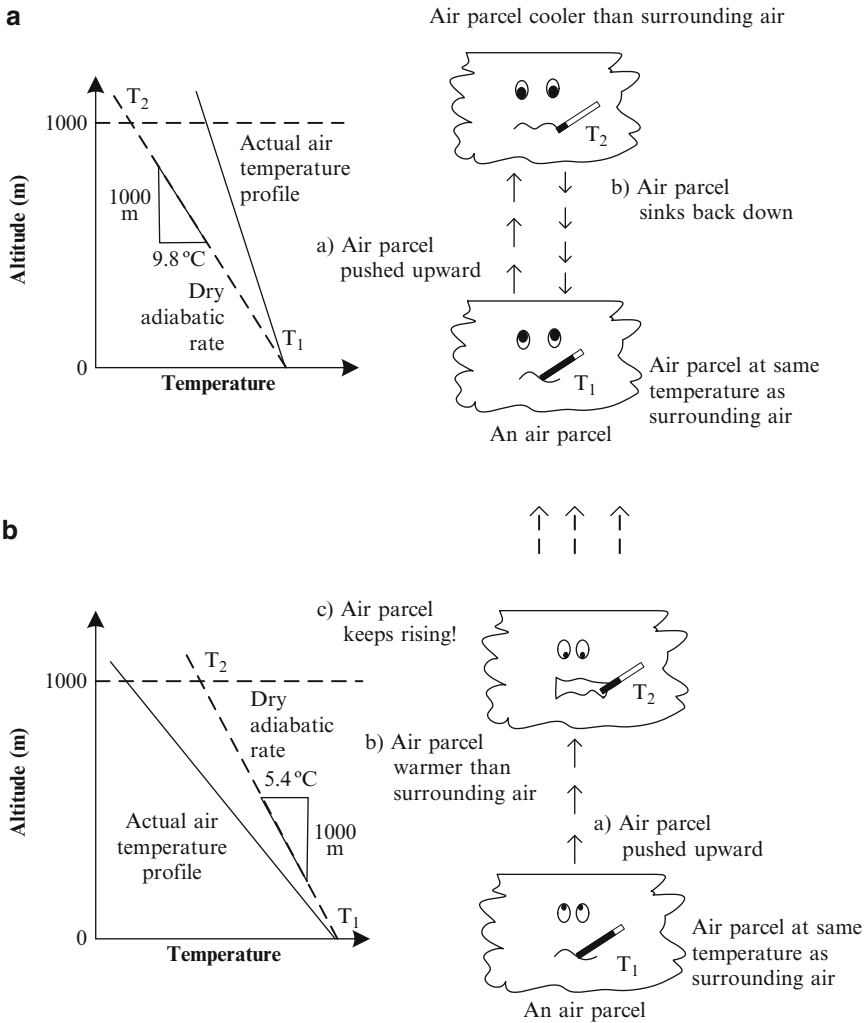 a
Air parcel cooler than surrounding air
T2
1000
Actual air
temperature
profile
1000
m
9.8 ºC
Dry
adiabatic
rate
T1
0
Temperature
Altitude (m)
T2
b) Air parcel
sinks back down
a) Air parcel
pushed upward
T1
Air parcel at same
temperature as
surrounding air
An air parcel
b
c) Air parcel
keeps rising!
T2
1000
Dry
adiabatic
rate
5.4 ºC
1000
m
Actual air
temperature
profile
T1
0
Temperature
Altitude (m)
T2
b) Air parcel
warmer than
surrounding air
a) Air parcel
pushed upward
T1
Air parcel at same
temperature as
surrounding air
An air parcel